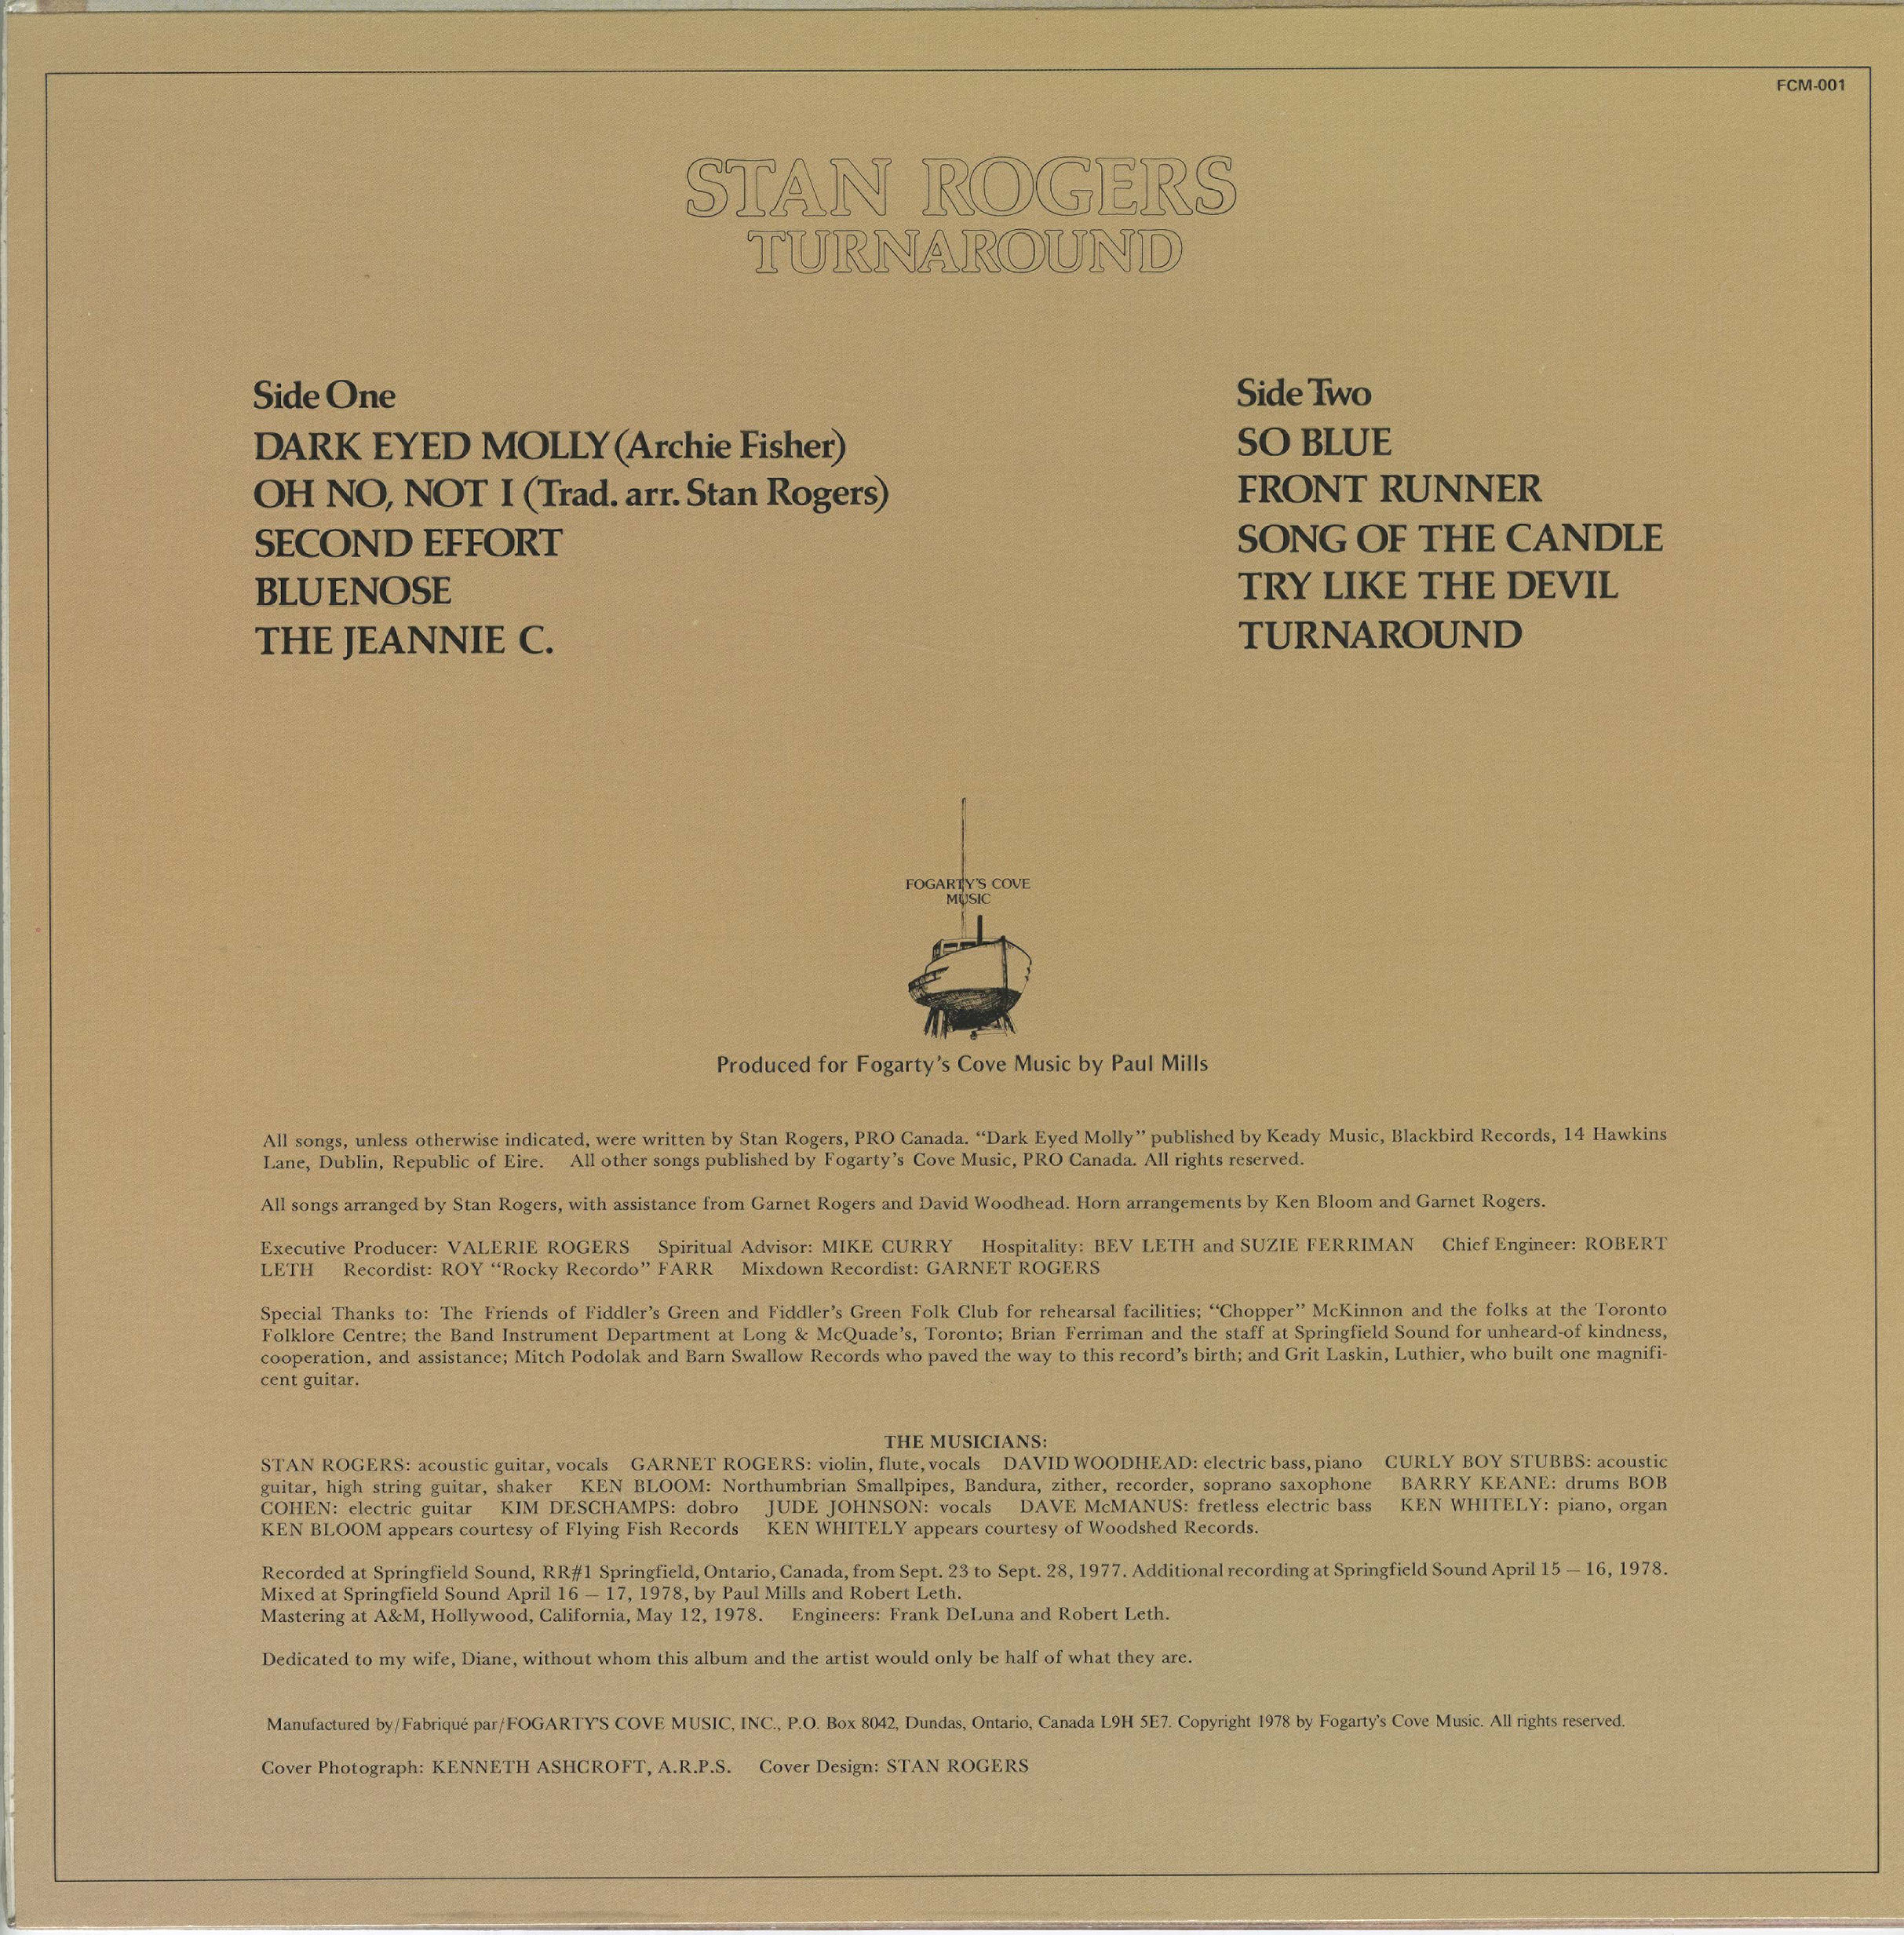 FCM-001
STAN ROGERS
TURNAROUND
Side One
DARK EYED MOLLY (Archie Fisher)
OH NO, NOT I (Trad. arr. Stan Rogers)
SECOND EFFORT
BLUENOSE
THE JEANNIE C.
Side Two
SO BLUE
FRONT RUNNER
SONG OF THE CANDLE
TRY LIKE THE DEVIL
TURNAROUND
FOGARTY'S COVE
MUSIC
Produced for Fogarty's Cove Music by Paul Mills
All songs, unless otherwise indicated, were written by Stan Rogers, PRO Canada. “Dark Eyed Molly” published by Keady Music, Blackbird Records, 14 Hawkins
Lane, Dublin, Republic of Eire. All other songs published by Fogarty's Cove Music, PRO Canada. All rights reserved.
All songs arranged by Stan Rogers, with assistance from Garnet Rogers and David Woodhead. Horn arrangements by Ken Bloom and Garnet Rogers.
Executive Producer: VALERIE ROGERS Spiritual Advisor: MIKE CURRY Hospitality: BEV LETH and SUZIE FERRIMAN Chief Engineer: ROBERT
LETH Recordist: ROY “Rocky Recordo” FARR Mixdown Recordist: GARNET ROGERS
Special Thanks to: The Friends of Fiddler's Green and Fiddler's Green Folk Club for rehearsal facilities; “Chopper” McKinnon and the folks at the Toronto
Folklore Centre; the Band Instrument Department at Long & McQuade's, Toronto; Brian Ferriman and the staff at Springfield Sound for unheard-of kindness,
cooperation, and assistance; Mitch Podolak and Barn Swallow Records who paved the way to this record's birth; and Grit Laskin, Luthier, who built one magnifi-
cent guitar.
THE MUSICIANS:
STAN ROGERS: acoustic guitar, vocals GARNET ROGERS: violin, flute, vocals DAVID WOODHEAD: electric bass, piano CURLY BOY STUBBS: acoustic
guitar, high string guitar, shaker KEN BLOOM: Northumbrian Smallpipes, Bandura, zither, recorder, soprano saxophone BARRY KEANE: drums BOB
COHEN: electric guitar KIM DESCHAMPS: dobro JUDE JOHNSON: vocals DAVE McMANUS: fretless electric bass KEN WHITELY: piano, organ
KEN BLOOM appears courtesy of Flying Fish Records KEN WHITELY appears courtesy of Woodshed Records.
Recorded at Springfield Sound, RR#1 Springfield, Ontario, Canada, from Sept. 23 to Sept. 28, 1977. Additional recording at Springfield Sound April 15 – 16, 1978.
Mixed at Springfield Sound April 16 – 17, 1978, by Paul Mills and Robert Leth.
Mastering at A&M, Hollywood, California, May 12, 1978. Engineers: Frank DeLuna and Robert Leth.
Dedicated to my wife, Diane, without whom this album and the artist would only be half of what they are.
Manufactured by/Fabriqué par/FOGARTY'S COVE MUSIC, INC., P.O. Box 8042, Dundas, Ontario, Canada L9H 5E7. Copyright 1978 by Fogarty's Cove Music. All rights reserved.
Cover Photograph: KENNETH ASHCROFT, A.R.P.S. Cover Design: STAN ROGERS